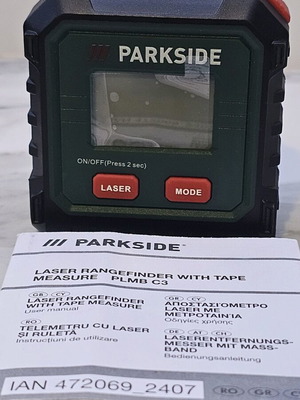 /// PARKSIDE
ON/OFF(Press 2 sec)
LASER
MODE
/// PARKSIDE™
LASER RANGEFINDER WITH TAPE
MEASURE PLMB C3
GB CY
LASER RANGEFINDER
WITH TAPE MEASURE
User manual
RO
TELEMETRU CU LASER
ȘI RULETĂ
Instrucțiuni de utilizare
GR CY
ΑΠΟΣΤΑΣΙΟΜΕΤΡΟ
LASER ΜΕ
ΜΕΤΡΟΤΑΙΝΙΑ
Οδηγίες χρήσης
DE AT CH
LASERENTFERNUNGS-
MESSER MIT MASS-
BAND
Bedienungsanleitung
IAN 472069_2407
RO GR